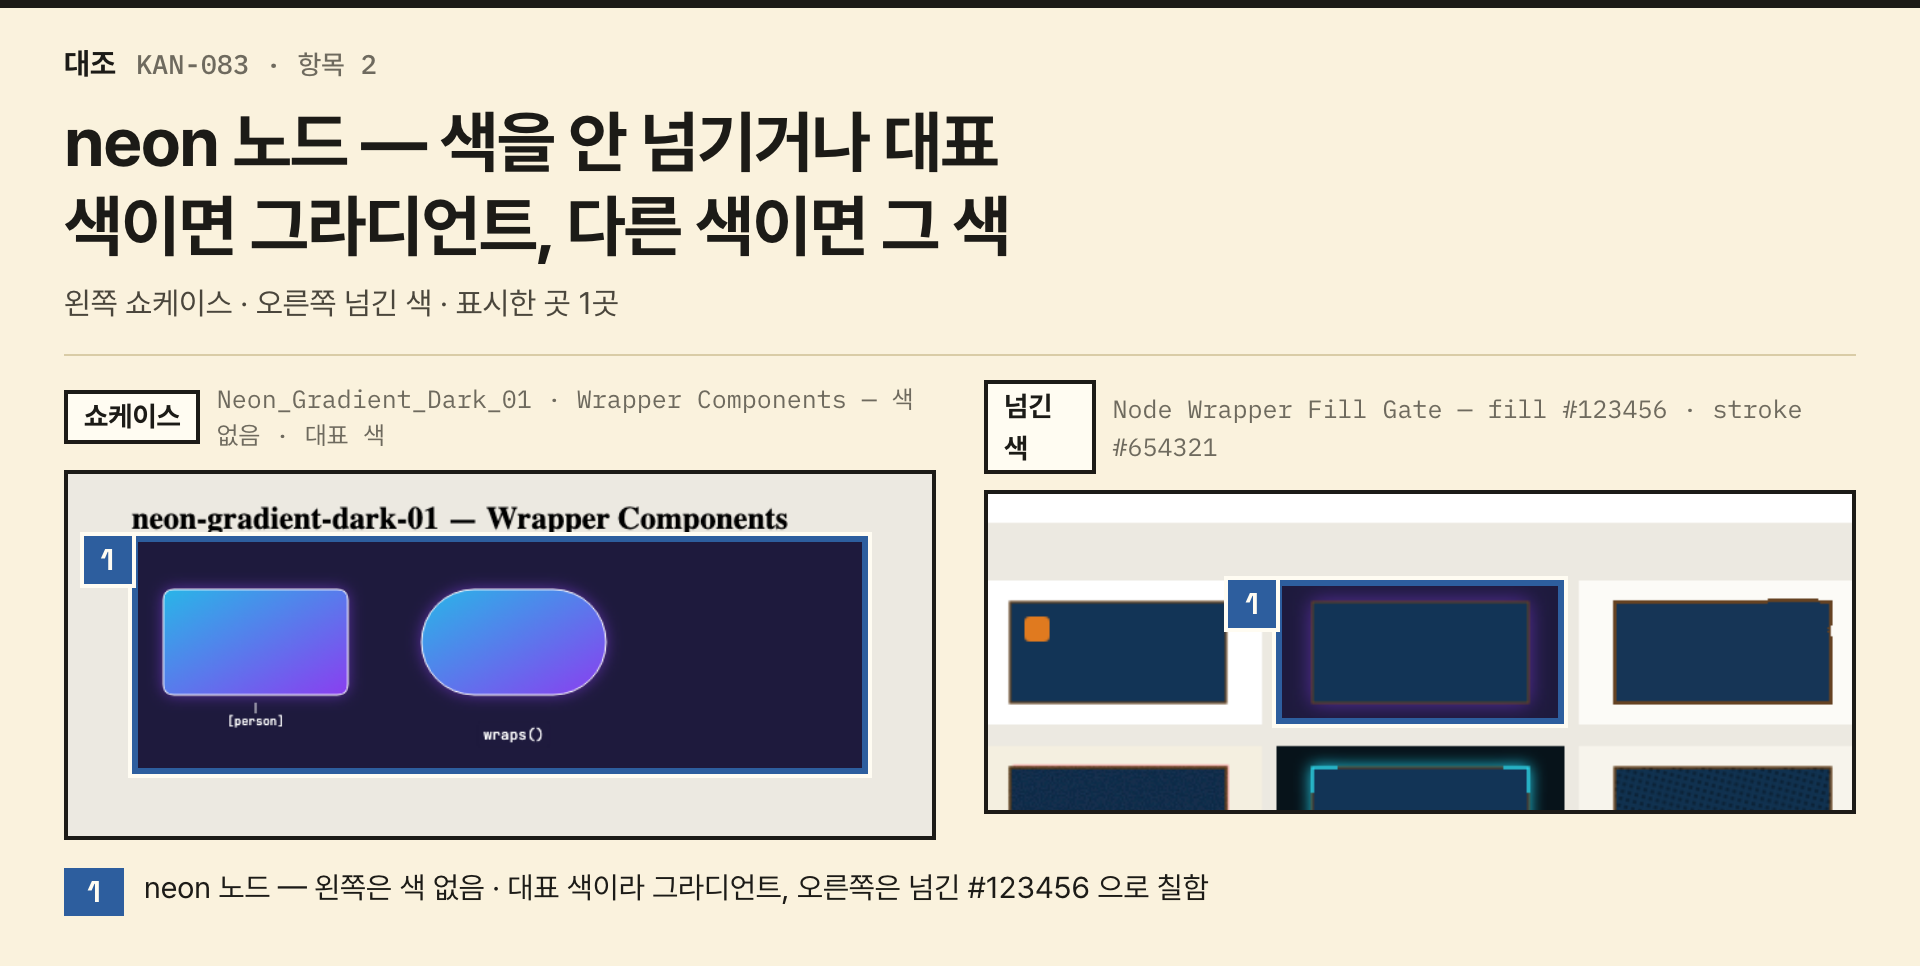 대조 KAN-083 · 항목 2
neon 노드 — 색을 안 넘기거나 대표
색이면 그라디언트, 다른 색이면 그 색
왼쪽 쇼케이스 · 오른쪽 넘긴 색 · 표시한 곳 1곳
쇼케이스 Neon_Gradient_Dark_01 · Wrapper Components — 색
없음 · 대표 색
neon-gradient-dark-01 — Wrapper Components
1
[person]
wraps()
넘긴
색
Node Wrapper Fill Gate — fill #123456 · stroke
#654321
1
1 neon 노드 — 왼쪽은 색 없음 · 대표 색이라 그라디언트, 오른쪽은 넘긴 #123456 으로 칠함